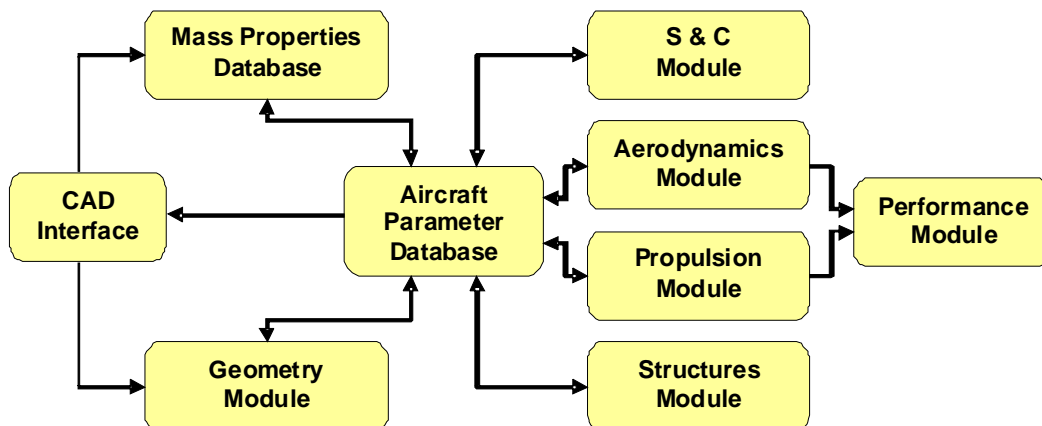 Mass Properties
Database
S & C
Module
CAD
Interface
Aircraft
Parameter
Database
Aerodynamics
Module
Propulsion
Module
Performance
Module
Geometry
Module
Structures
Module